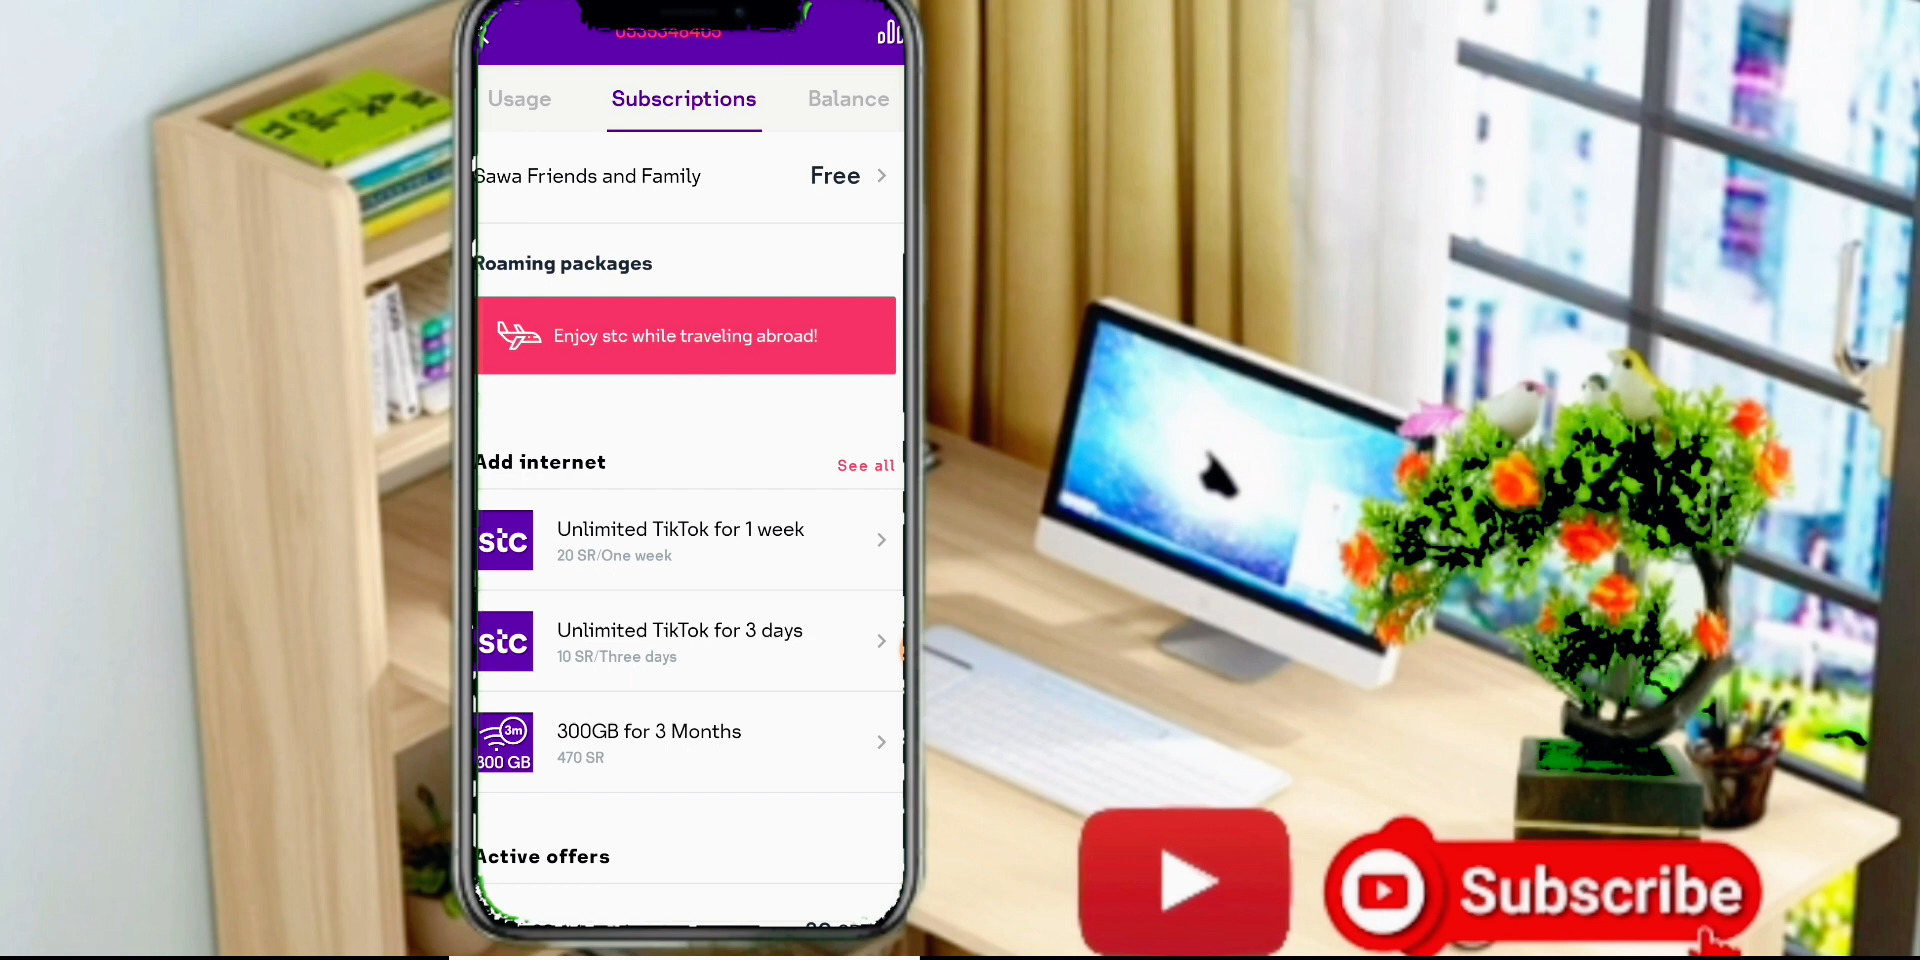 Usage
Subscriptions
Balance
Sawa Friends and Family
Free
Roaming packages
Enjoy stc while traveling abroad!
Add internet
See all
stc
Unlimited TikTok for 1 week
20 SR/One week
stc
Unlimited TikTok for 3 days
10 SR/Three days
3m
300 GB
300GB for 3 Months
470 SR
Active offers
Subscribe